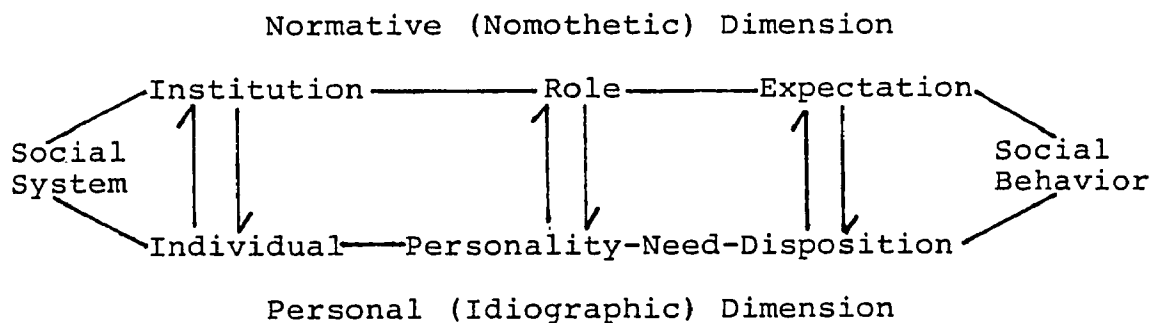 Normative (Nomothetic) Dimension
Institution Role Expectation
Social System
Social Behavior
Individual Personality-Need-Disposition
Personal (Idiographic) Dimension